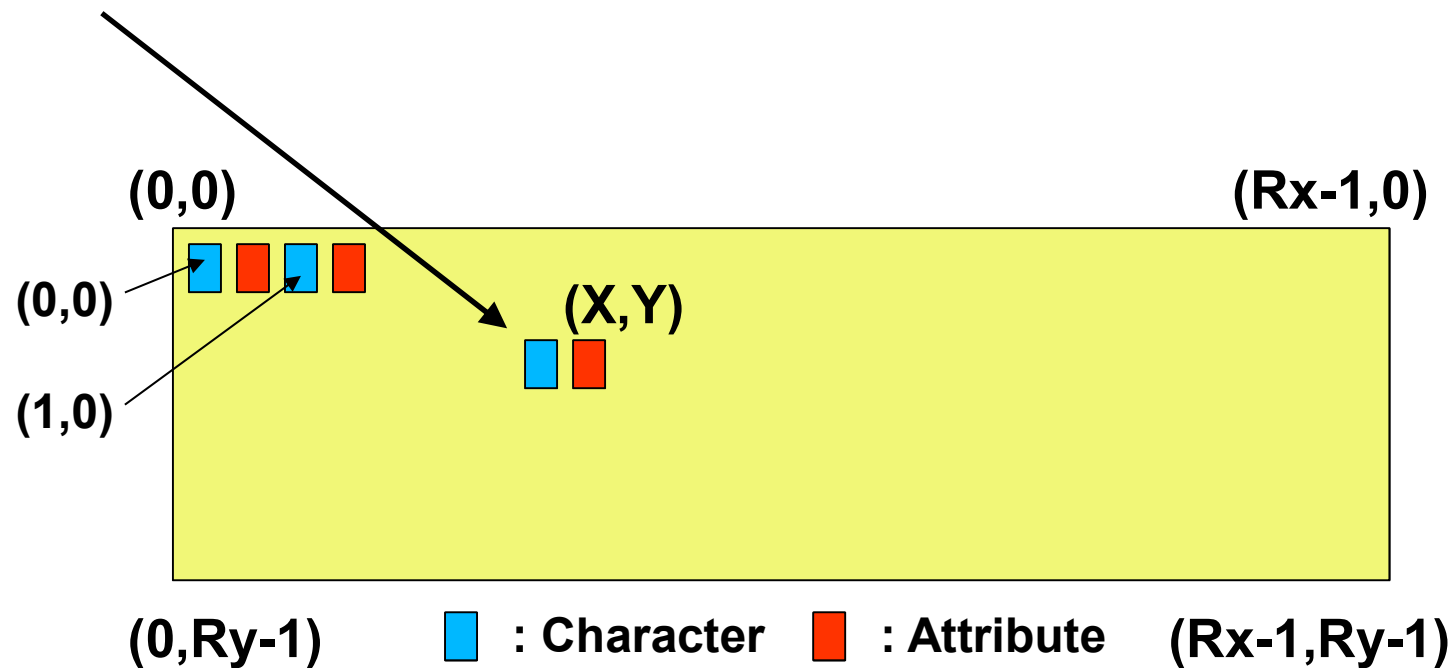 (0,0)
(Rx-1,0)
(0,0)
(X,Y)
(1,0)
(0,Ry-1)
: Character
: Attribute
(Rx-1,Ry-1)